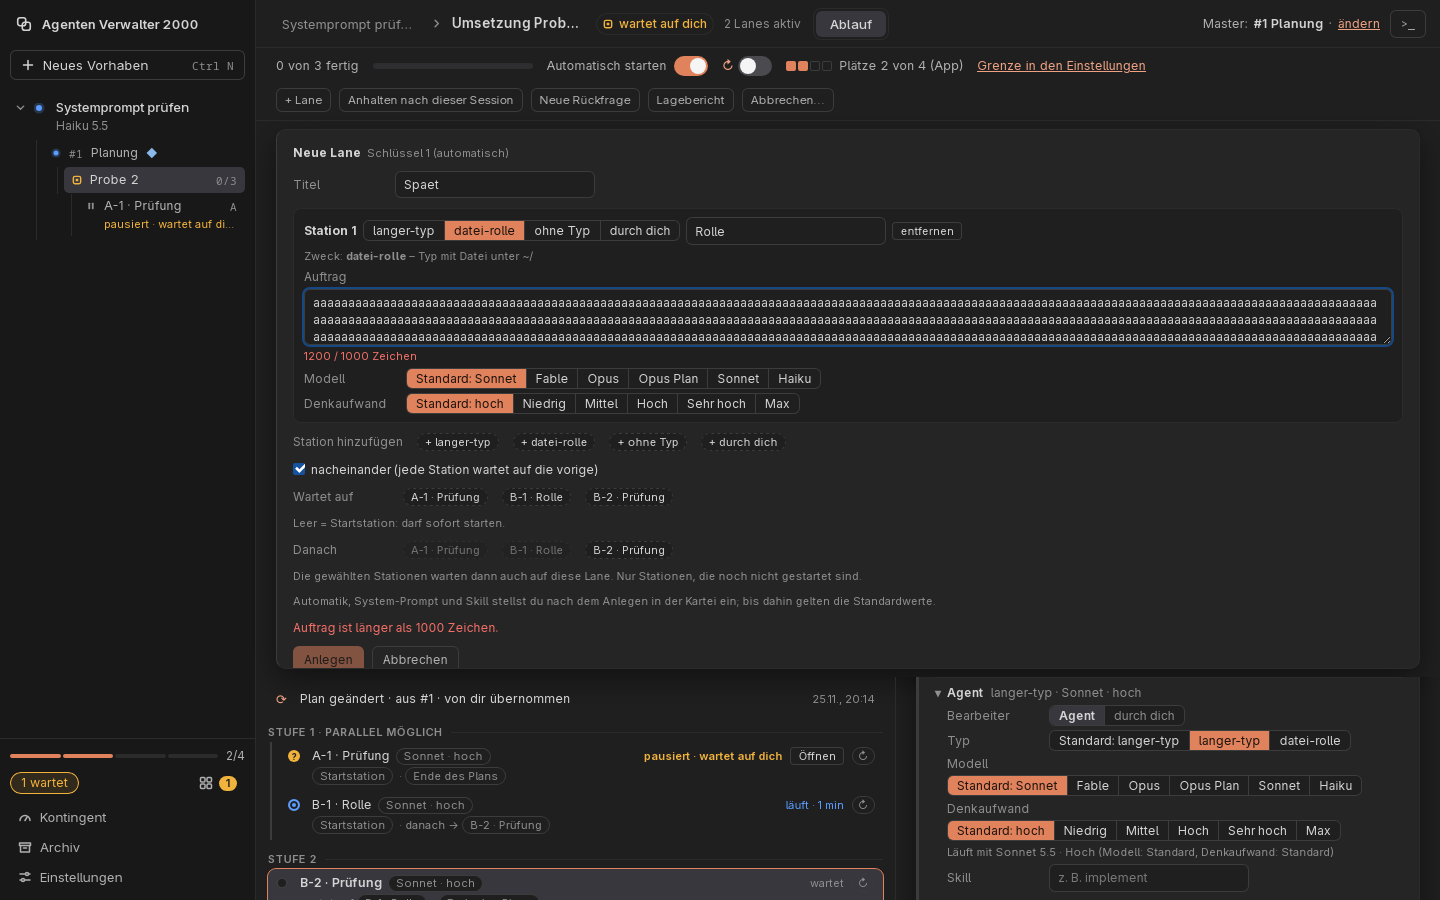 Agenten Verwalter 2000
Neues Vorhaben Ctrl N
Systemprompt prüfen
Haiku 5.5
#1 Planung
Probe 2 0/3
A-1 · Prüfung A
pausiert · wartet auf di...
2/4
1 wartet 1
Kontingent
Archiv
Einstellungen
Systemprompt prüf... > Umsetzung Prob... wartet auf dich 2 Lanes aktiv Ablauf Master: #1 Planung · ändern >_
0 von 3 fertig Automatisch starten Plätze 2 von 4 (App) Grenze in den Einstellungen
+ Lane Anhalten nach dieser Session Neue Rückfrage Lagebericht Abbrechen...
Neue Lane Schlüssel 1 (automatisch)
Titel Spaet
Station 1 langer-typ datei-rolle ohne Typ durch dich Rolle entfernen
Zweck: datei-rolle – Typ mit Datei unter ~/
Auftrag
1200 / 1000 Zeichen
Modell Standard: Sonnet Fable Opus Opus Plan Sonnet Haiku
Denkaufwand Standard: hoch Niedrig Mittel Hoch Sehr hoch Max
Station hinzufügen + langer-typ + datei-rolle + ohne Typ + durch dich
nacheinander (jede Station wartet auf die vorige)
Wartet auf A-1 · Prüfung B-1 · Rolle B-2 · Prüfung
Leer = Startstation: darf sofort starten.
Danach A-1 · Prüfung B-1 · Rolle B-2 · Prüfung
Die gewählten Stationen warten dann auch auf diese Lane. Nur Stationen, die noch nicht gestartet sind.
Automatik, System-Prompt und Skill stellst du nach dem Anlegen in der Kartei ein; bis dahin gelten die Standardwerte.
Auftrag ist länger als 1000 Zeichen.
Anlegen Abbrechen
Plan geändert · aus #1 · von dir übernommen 25.11., 20:14
STUFE 1 · PARALLEL MÖGLICH
? A-1 · Prüfung Sonnet · hoch pausiert · wartet auf dich Öffnen
Startstation · Ende des Plans
B-1 · Rolle Sonnet · hoch läuft · 1 min
Startstation · danach → B-2 · Prüfung
STUFE 2
B-2 · Prüfung Sonnet · hoch wartet
▾ Agent langer-typ · Sonnet · hoch
Bearbeiter Agent durch dich
Typ Standard: langer-typ langer-typ datei-rolle
Modell
Standard: Sonnet Fable Opus Opus Plan Sonnet Haiku
Denkaufwand
Standard: hoch Niedrig Mittel Hoch Sehr hoch Max
Läuft mit Sonnet 5.5 · Hoch (Modell: Standard, Denkaufwand: Standard)
Skill z. B. implement